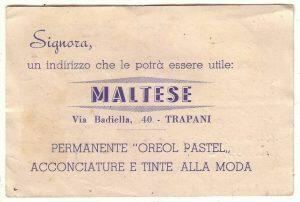 Signora,
un indirizzo che le potrà essere utile:
MALTESE
Via Badiella, 40 - TRAPANI
PERMANENTE "OREOL PASTEL,,
ACCONCIATURE E TINTE ALLA MODA